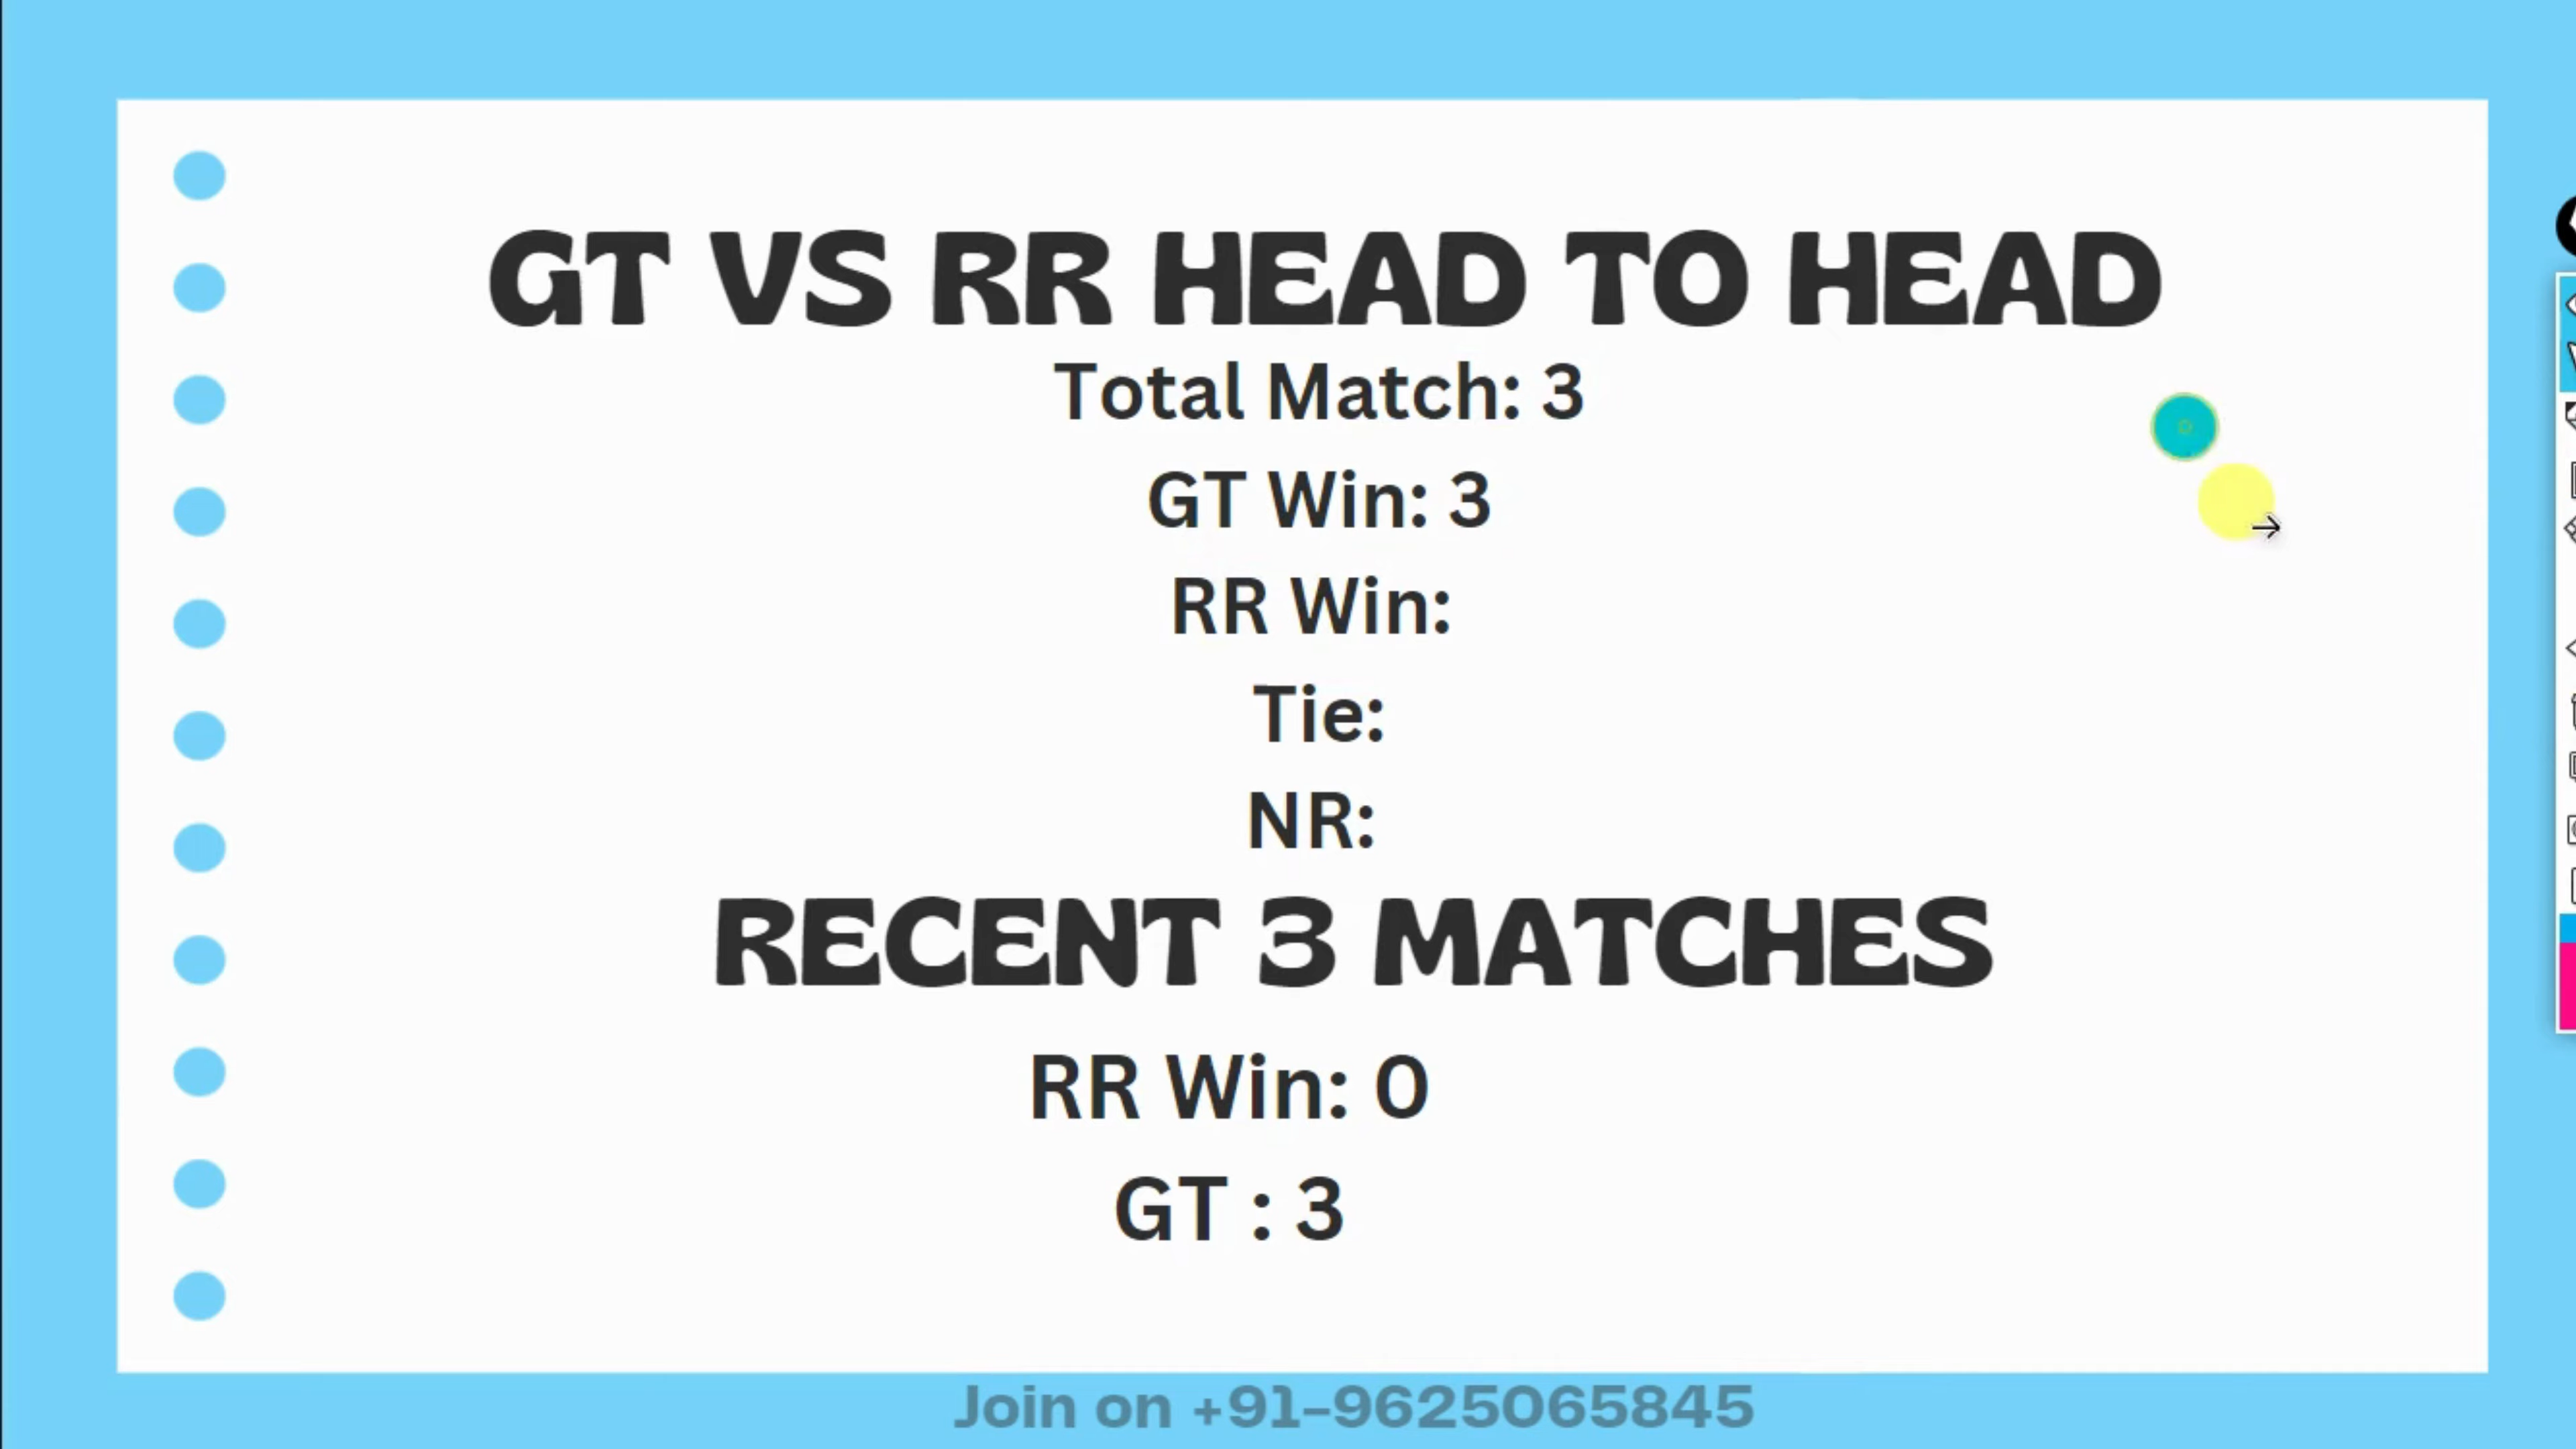 GT VS RR HEAD TO HEAD
Total Match: 3
GT Win: 3
RR Win:
Tie:
NR:
RECENT 3 MATCHES
RR Win: 0
GT : 3
Join on +91-9625065845